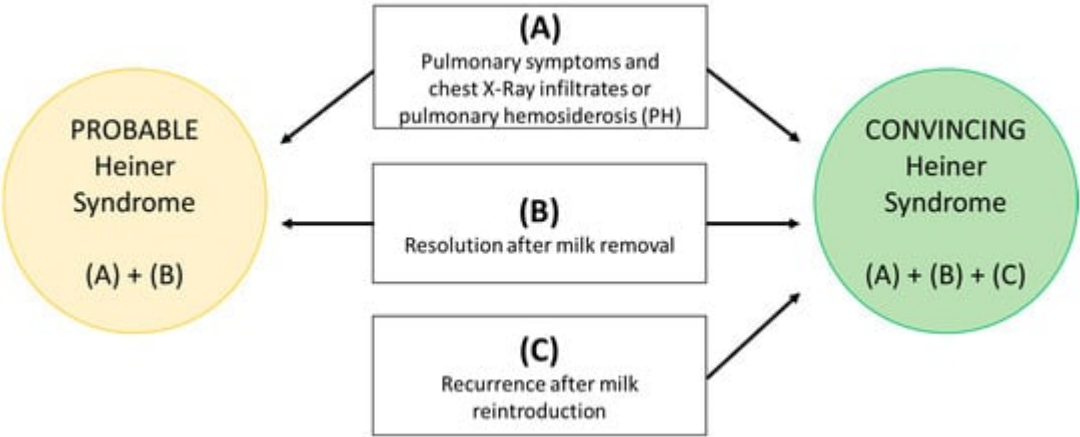 PROBABLE
Heiner
Syndrome
(A) + (B)
(A)
Pulmonary symptoms and
chest X-Ray infiltrates or
pulmonary hemosiderosis (PH)
(B)
Resolution after milk removal
(C)
Recurrence after milk
reintroduction
CONVINCING
Heiner
Syndrome
(A) + (B) + (C)